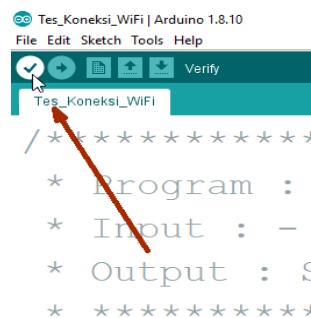 Tes_Koneksi_WiFi | Arduino 1.8.10
File Edit Sketch Tools Help
Verify
Tes_Koneksi_WiFi
/************
* Program :
* Input : -
* Output : S
* **********